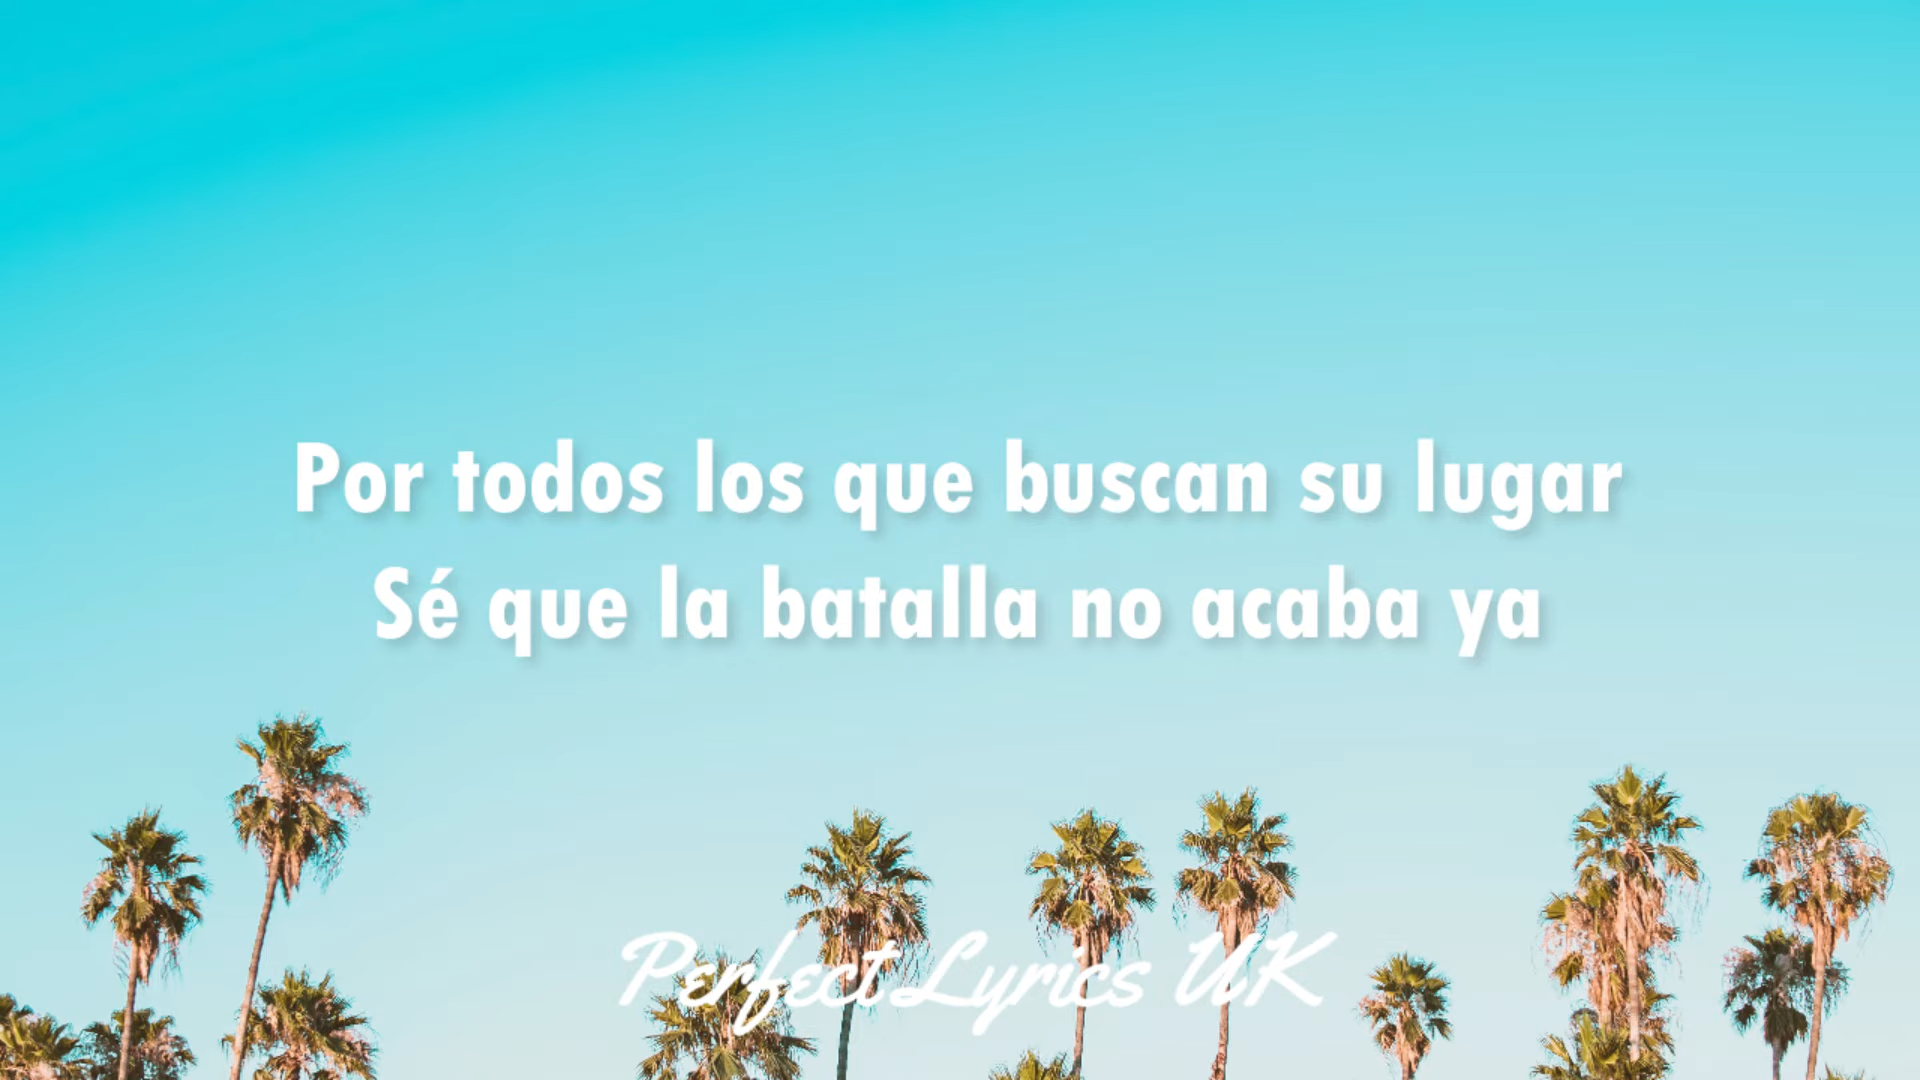 Por todos los que buscan su lugar
Sé que la batalla no acaba ya
Perfect Lyrics UK